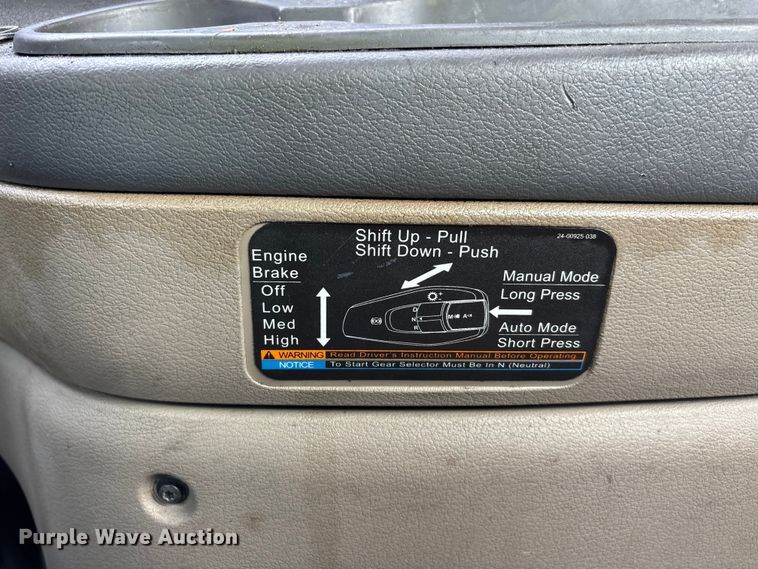 Shift Up - Pull
Shift Down - Push
24-00925-038
Engine
Brake
Off
Low
Med
High
D
N
R
M
A
Manual Mode
Long Press
Auto Mode
Short Press
WARNING Read Driver's Instruction Manual Before Operating
NOTICE To Start Gear Selector Must Be In N (Neutral)
Purple Wave Auction